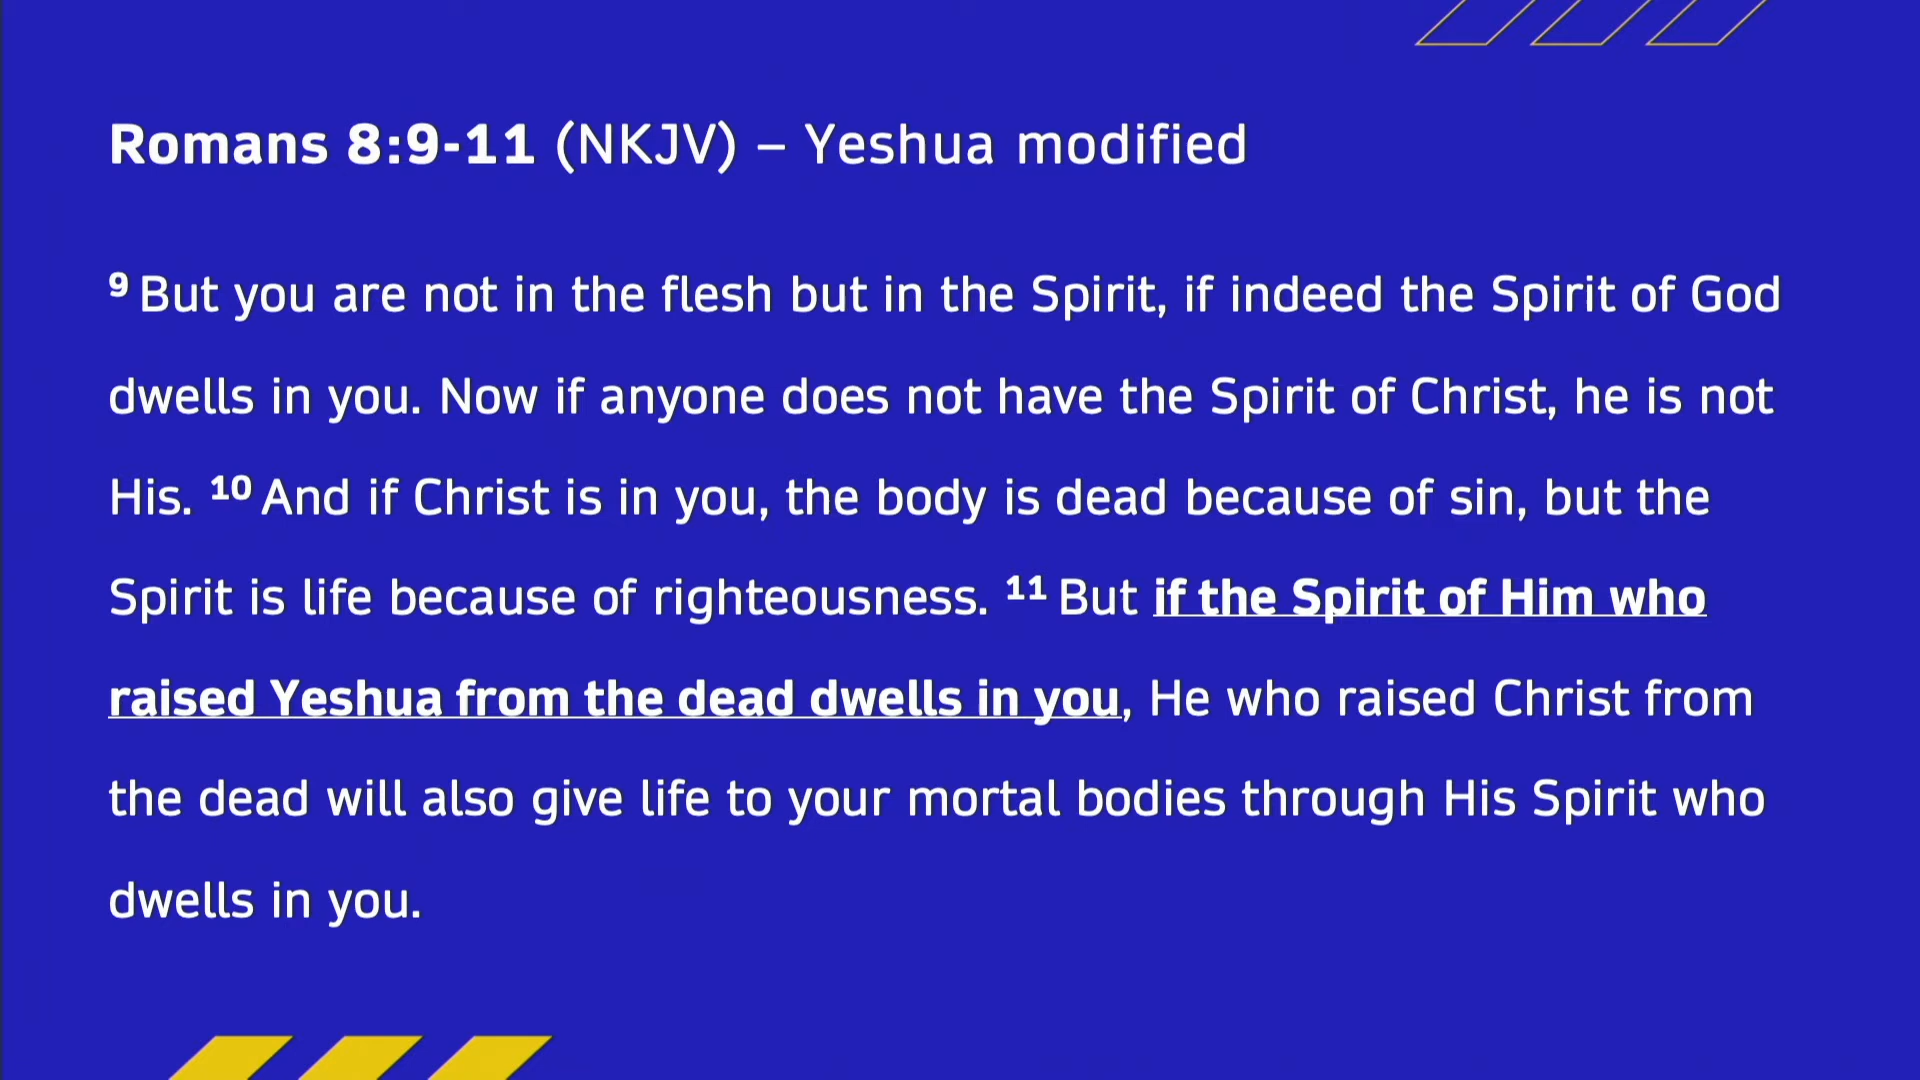 Romans 8:9-11 (NKJV) – Yeshua modified
9 But you are not in the flesh but in the Spirit, if indeed the Spirit of God
dwells in you. Now if anyone does not have the Spirit of Christ, he is not
His. 10 And if Christ is in you, the body is dead because of sin, but the
Spirit is life because of righteousness. 11 But if the Spirit of Him who
raised Yeshua from the dead dwells in you, He who raised Christ from
the dead will also give life to your mortal bodies through His Spirit who
dwells in you.